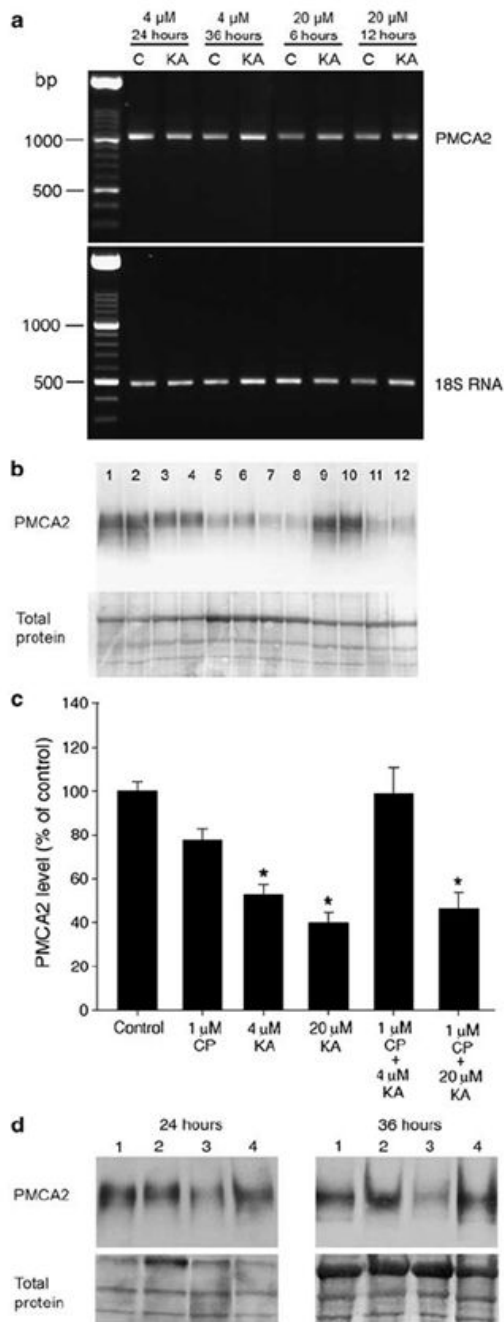 a
4 µM 4 µM 20 µM 20 µM
24 hours 36 hours 6 hours 12 hours
C KA C KA C KA C KA
bp
1000
500
PMCA2
1000
500
18S RNA
b
1 2 3 4 5 6 7 8 9 10 11 12
PMCA2
Total
protein
c
PMCA2 level (% of control)
140
120
100
80
60
40
20
0
* * *
Control
1 µM
CP
4 µM
KA
20 µM
KA
1 µM
CP
+
4 µM
KA
1 µM
CP
+
20 µM
KA
d
24 hours 36 hours
1 2 3 4 1 2 3 4
PMCA2
Total
protein